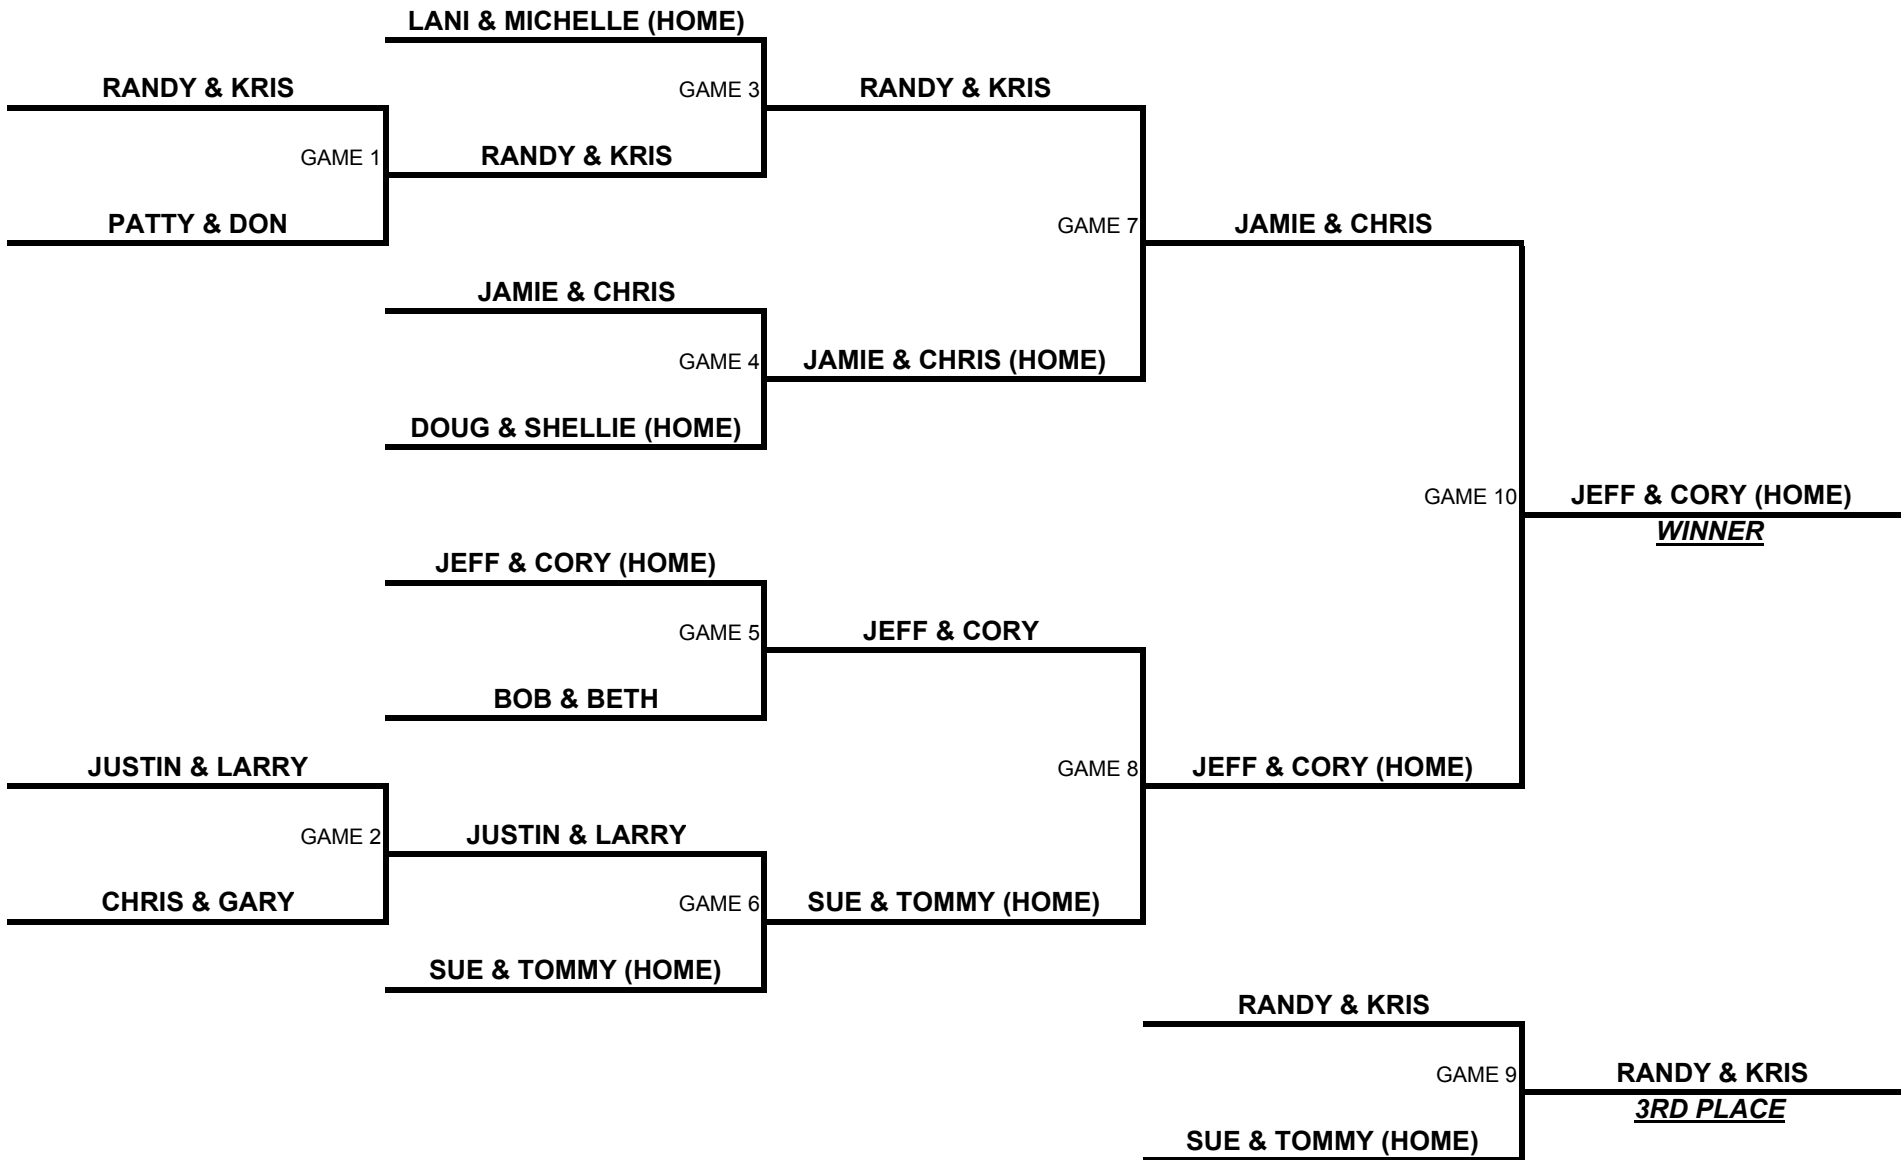 LANI & MICHELLE (HOME)
RANDY & KRIS
GAME 3
RANDY & KRIS
GAME 1
RANDY & KRIS
PATTY & DON
GAME 7
JAMIE & CHRIS
JAMIE & CHRIS
GAME 4
JAMIE & CHRIS (HOME)
DOUG & SHELLIE (HOME)
GAME 10
JEFF & CORY (HOME)
WINNER
JEFF & CORY (HOME)
GAME 5
JEFF & CORY
BOB & BETH
JUSTIN & LARRY
GAME 8
JEFF & CORY (HOME)
GAME 2
JUSTIN & LARRY
CHRIS & GARY
GAME 6
SUE & TOMMY (HOME)
SUE & TOMMY (HOME)
RANDY & KRIS
GAME 9
RANDY & KRIS
3RD PLACE
SUE & TOMMY (HOME)